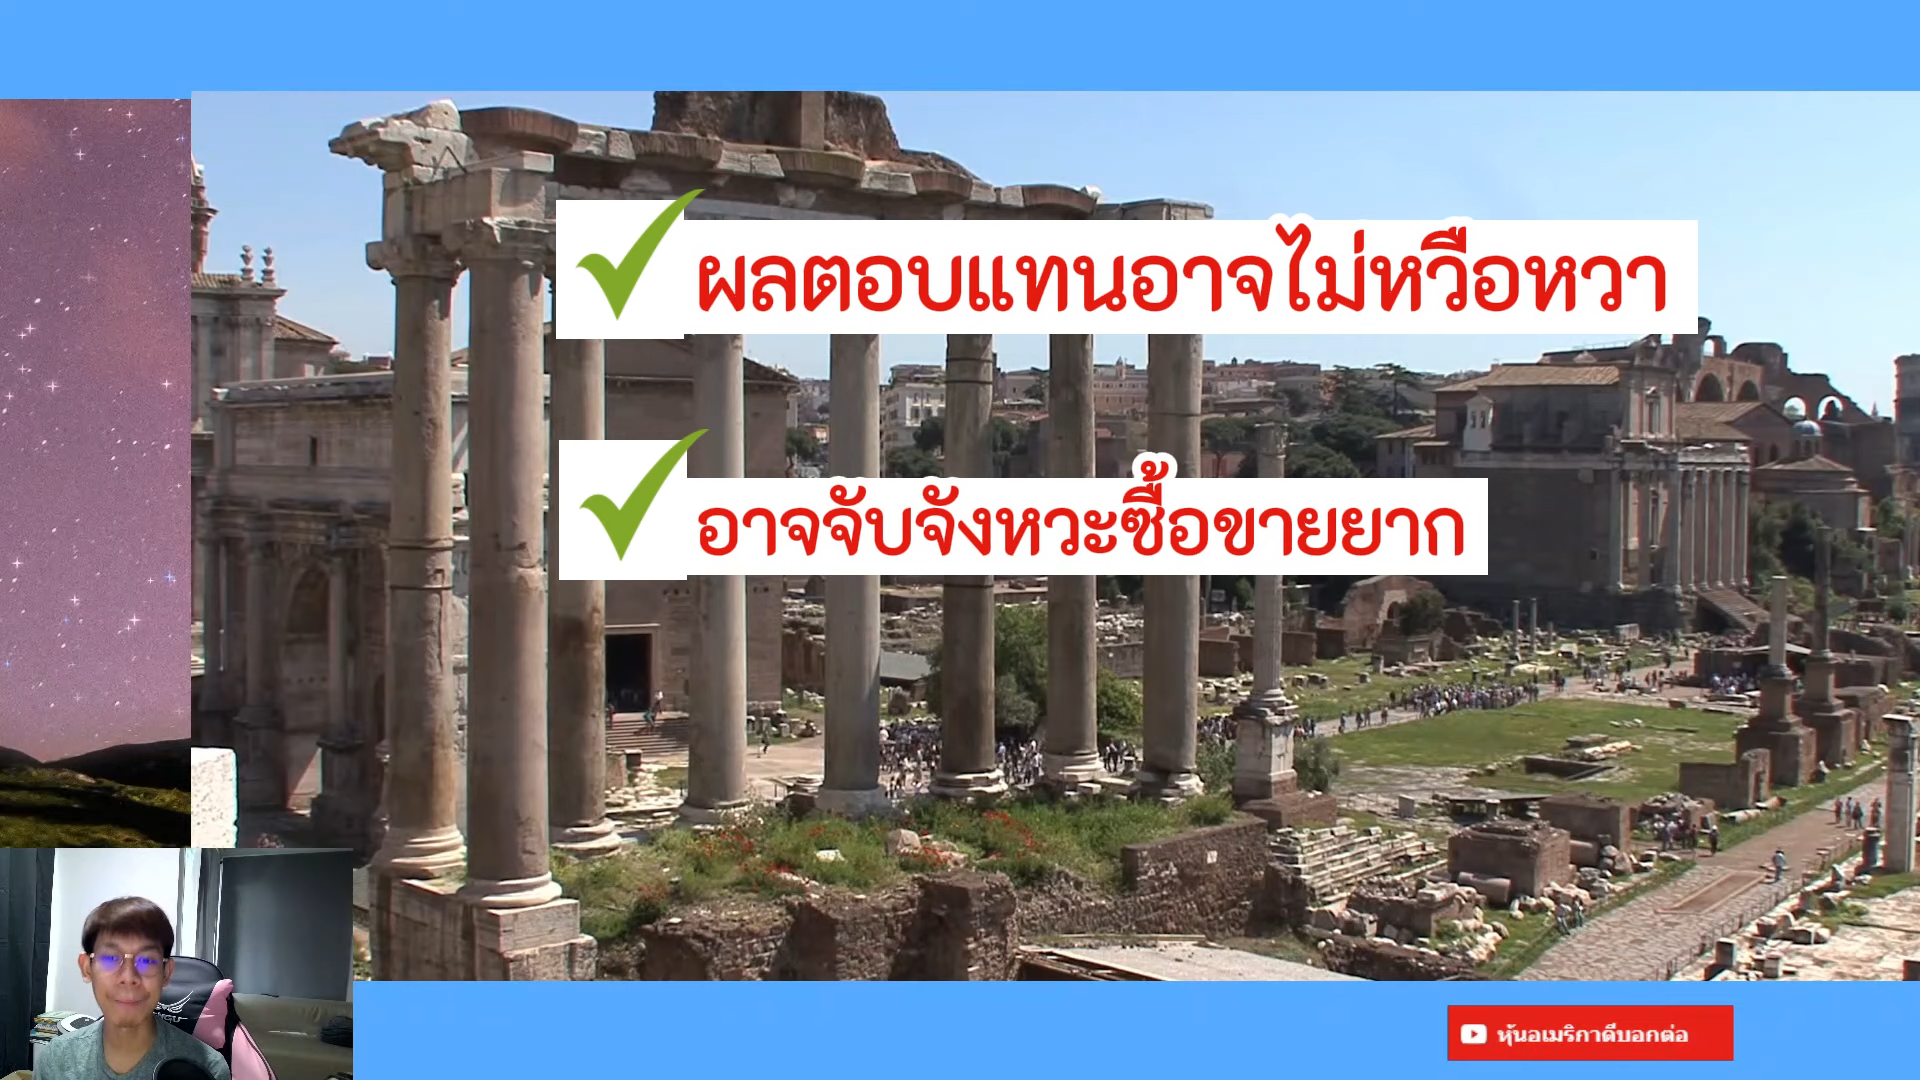 ผลตอบแทนอาจไม่หวือหวา
อาจจับจังหวะซื้อขายยาก
หุ้นอเมริกาดีบอกต่อ